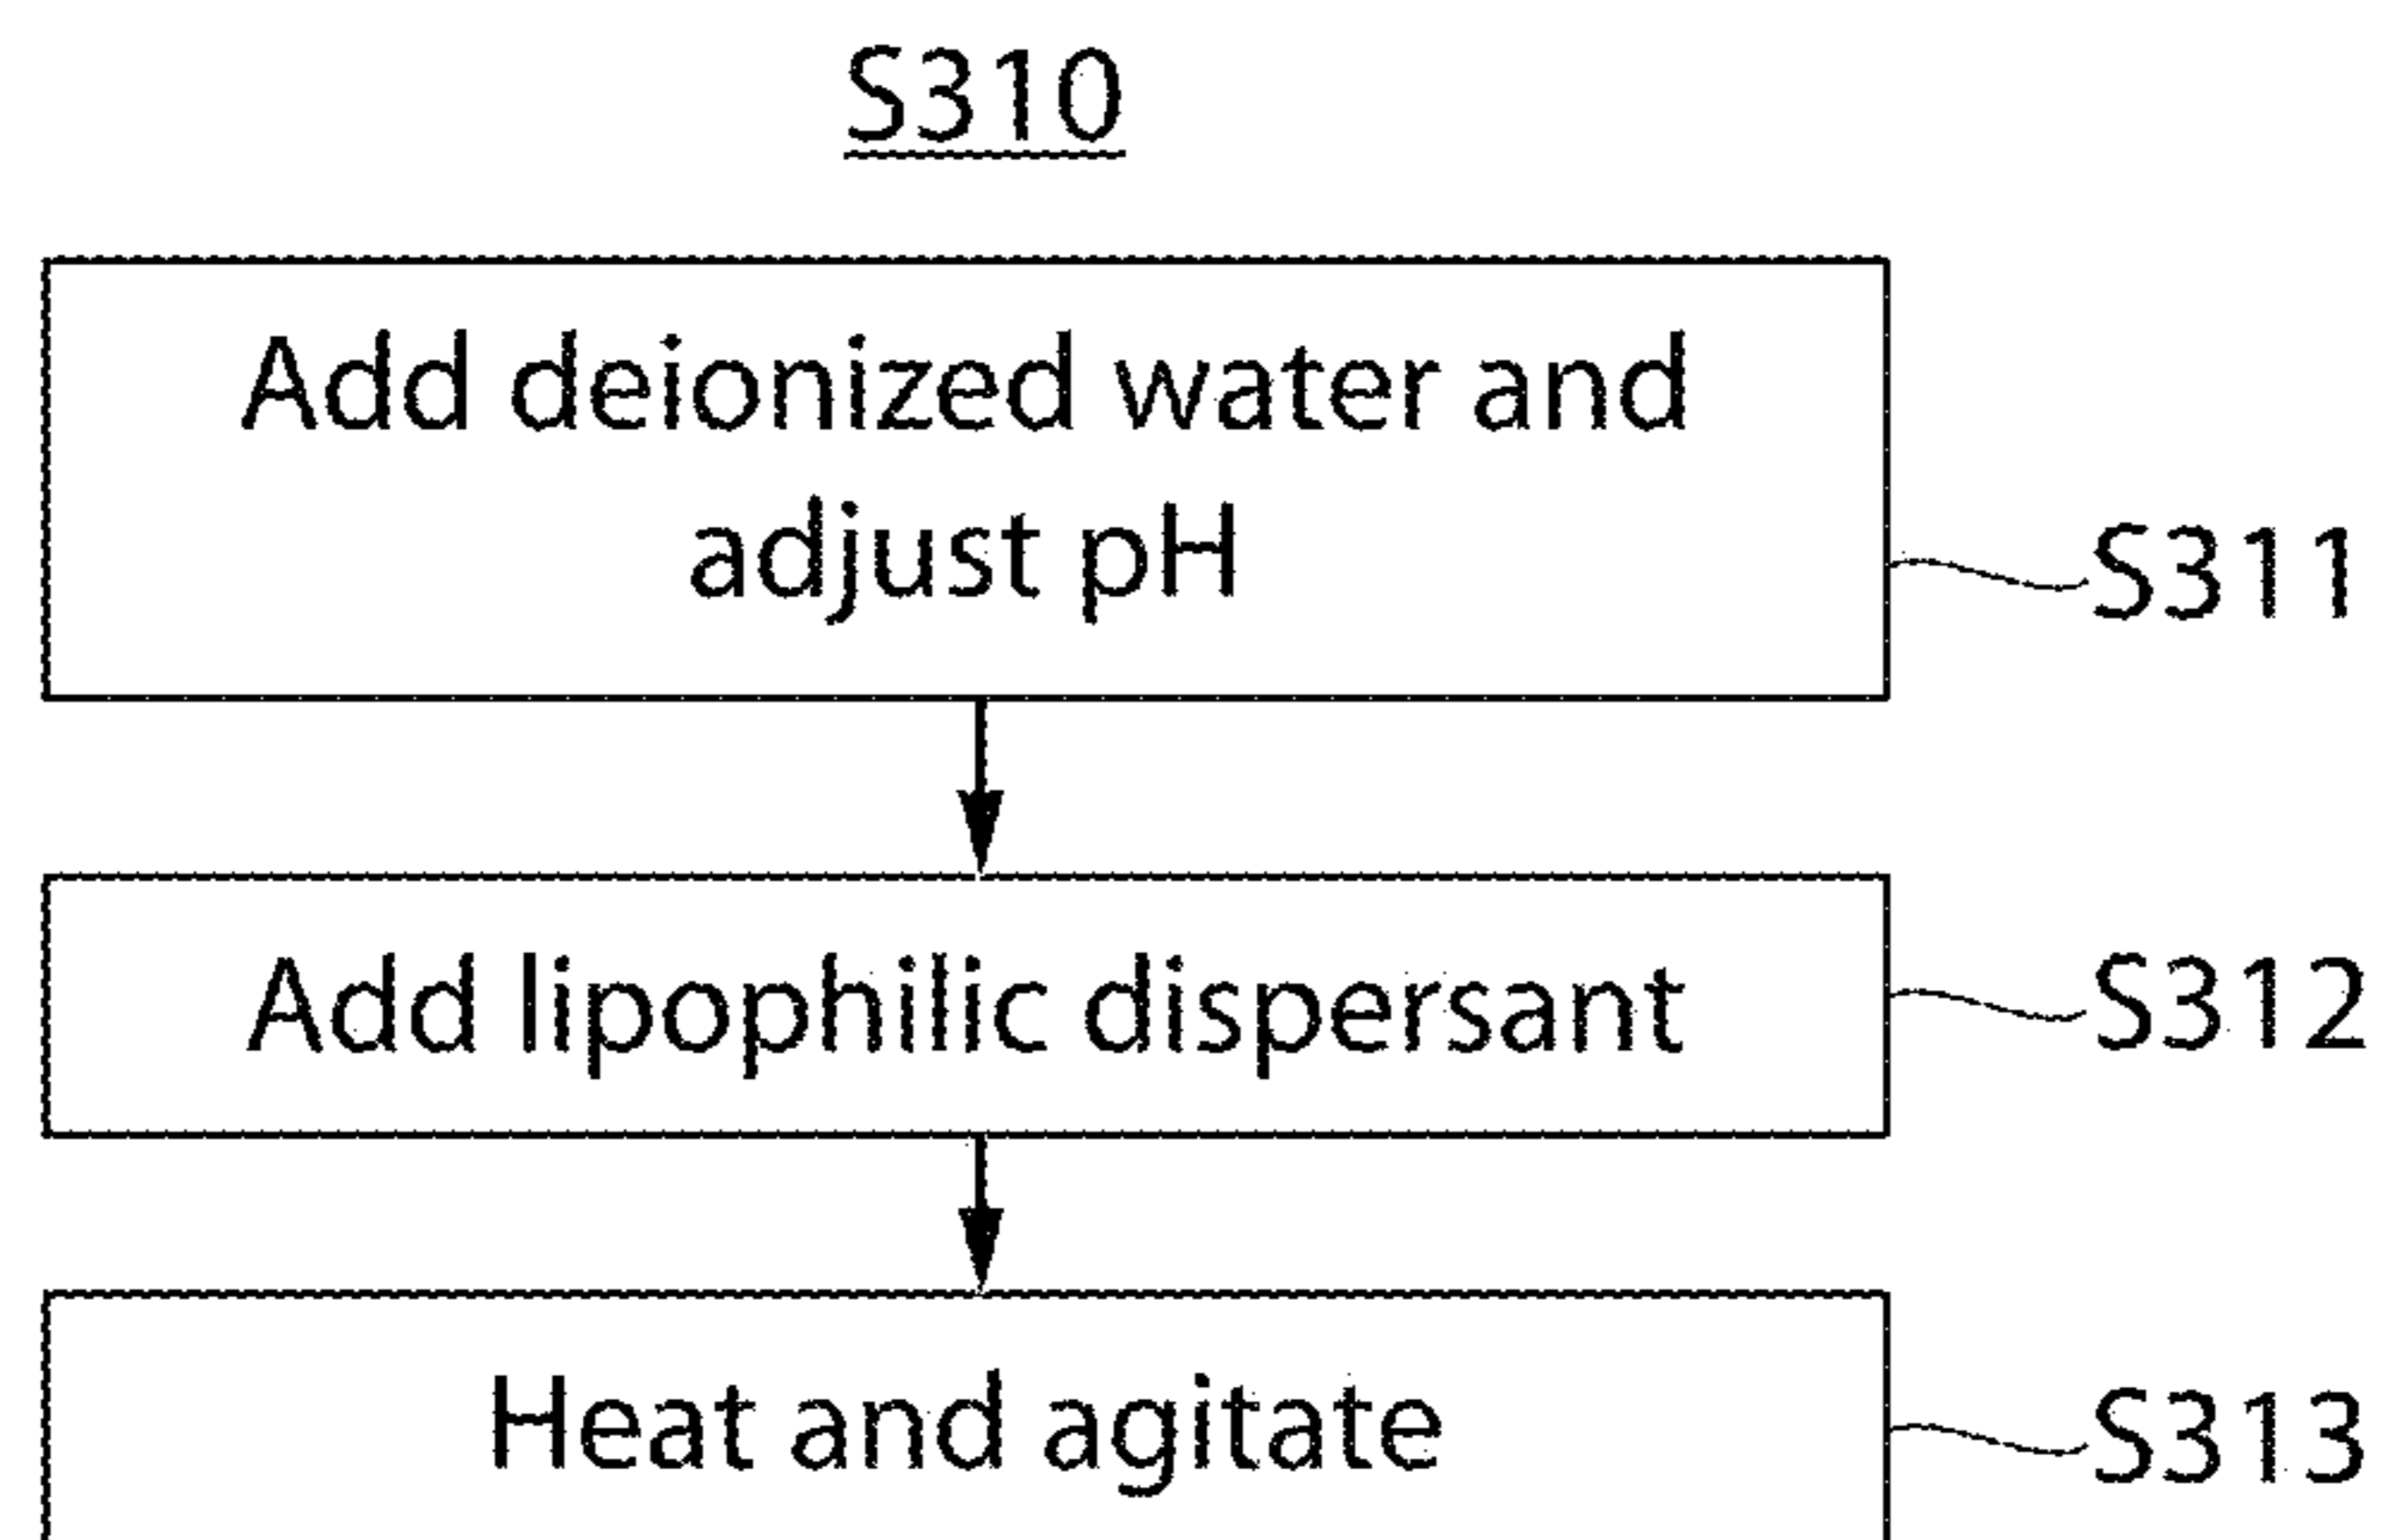 S310
Add deionized water and
adjust pH
S311
Add lipophilic dispersant
S312
Heat and agitate
S313